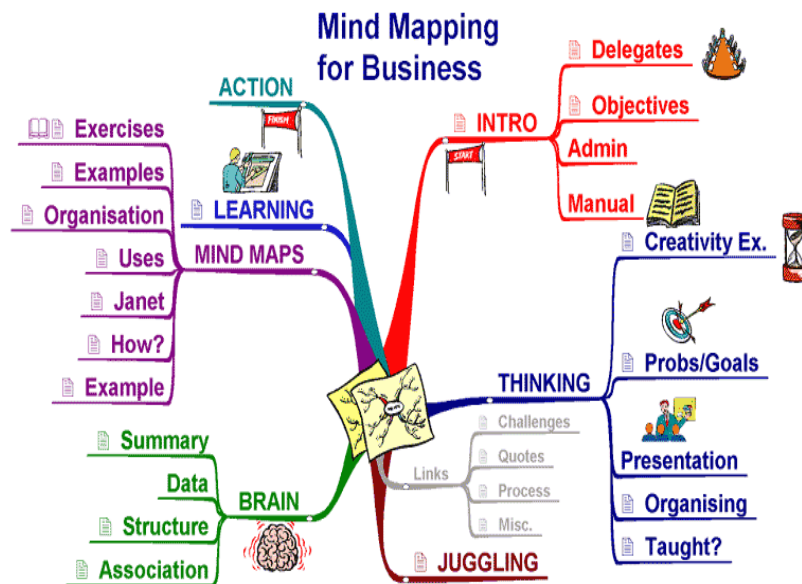 Mind Mapping
for Business
INTRO
Delegates
Objectives
Admin
Manual
THINKING
Creativity Ex.
Probs/Goals
Presentation
Organising
Taught?
JUGGLING
Links
Challenges
Quotes
Process
Misc.
BRAIN
Summary
Data
Structure
Association
MIND MAPS
Exercises
Examples
Organisation
Uses
Janet
How?
Example
LEARNING
ACTION
FINISH
START